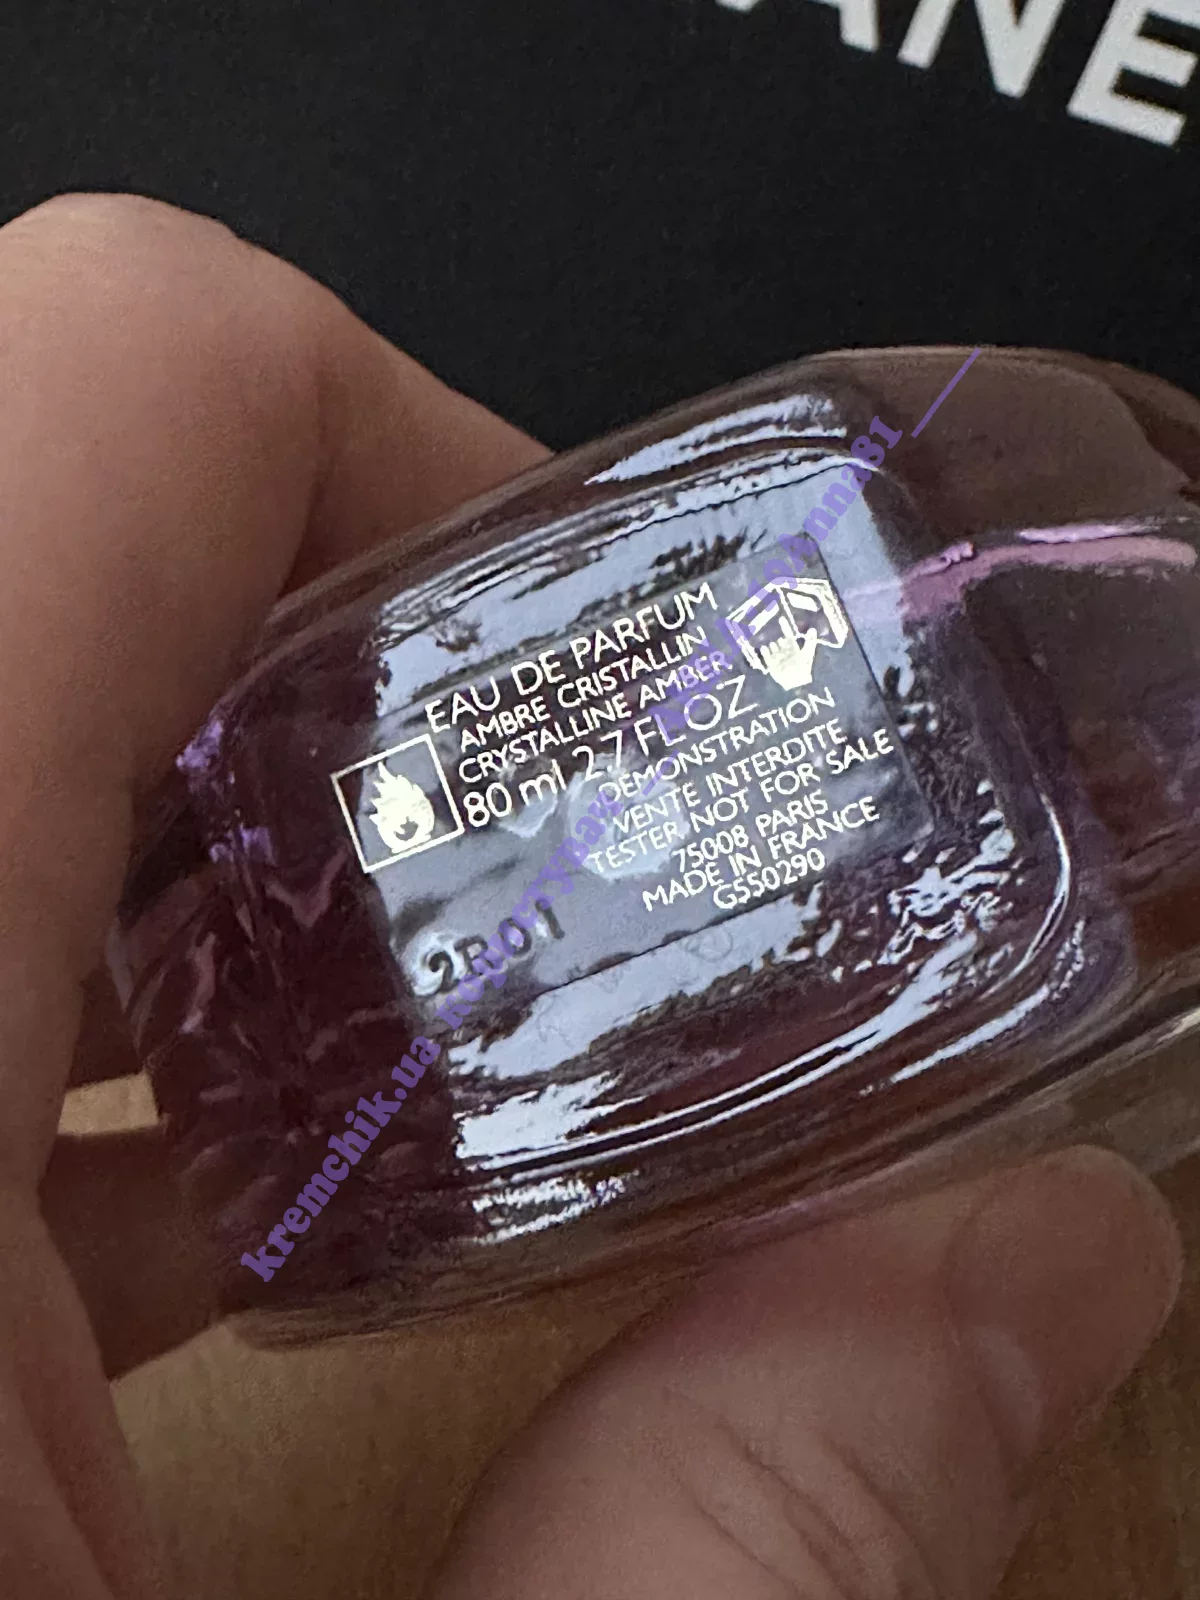 ANE
EAU DE PARFUM
AMBRE CRISTALLIN
CRYSTALLINE AMBER
80 ml 2.7 FL OZ
DEMONSTRATION
VENTE INTERDITE
TESTER NOT FOR SALE
75008 PARIS
MADE IN FRANCE
G550290
2R01
kremchik.ua